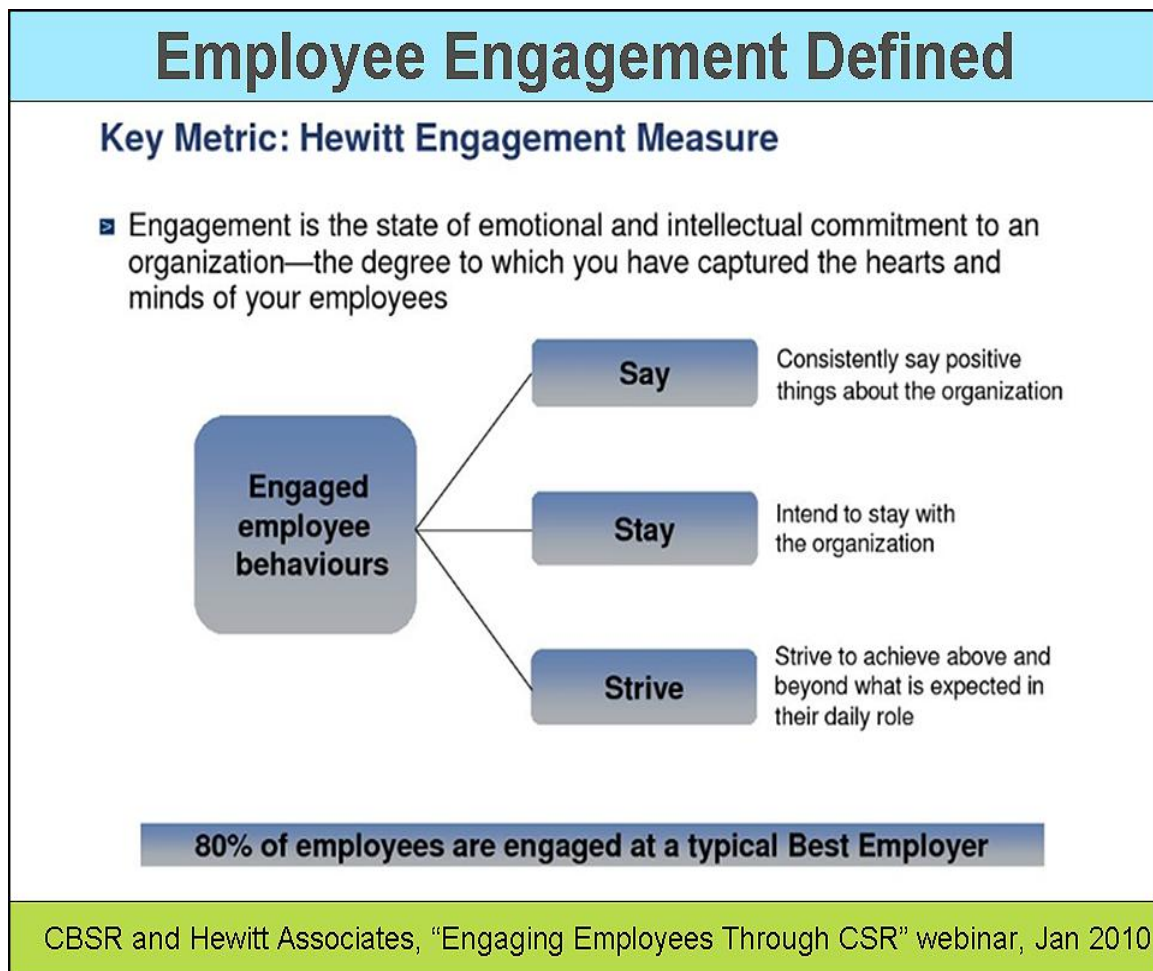 Employee Engagement Defined
Key Metric: Hewitt Engagement Measure
Engagement is the state of emotional and intellectual commitment to an
organization—the degree to which you have captured the hearts and
minds of your employees
Engaged
employee
behaviours
Say
Consistently say positive
things about the organization
Stay
Intend to stay with
the organization
Strive
Strive to achieve above and
beyond what is expected in
their daily role
80% of employees are engaged at a typical Best Employer
CBSR and Hewitt Associates, “Engaging Employees Through CSR” webinar, Jan 2010